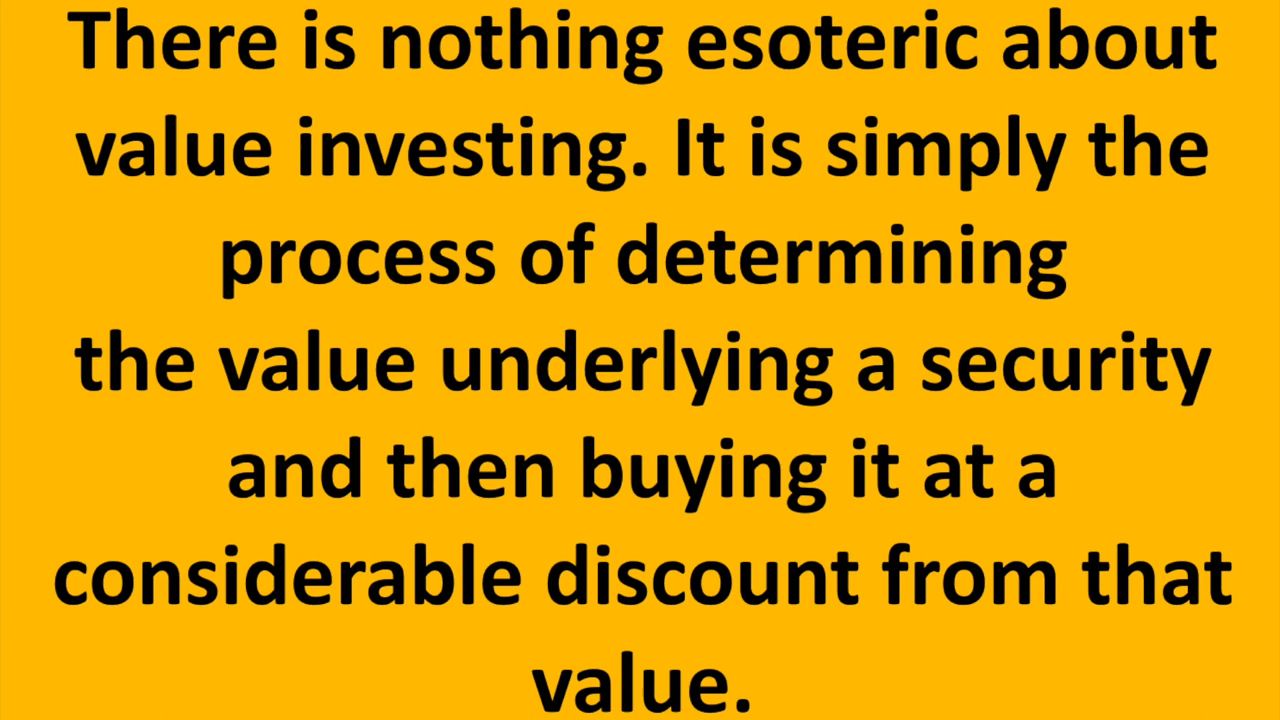 There is nothing esoteric about
value investing. It is simply the
process of determining
the value underlying a security
and then buying it at a
considerable discount from that
value.